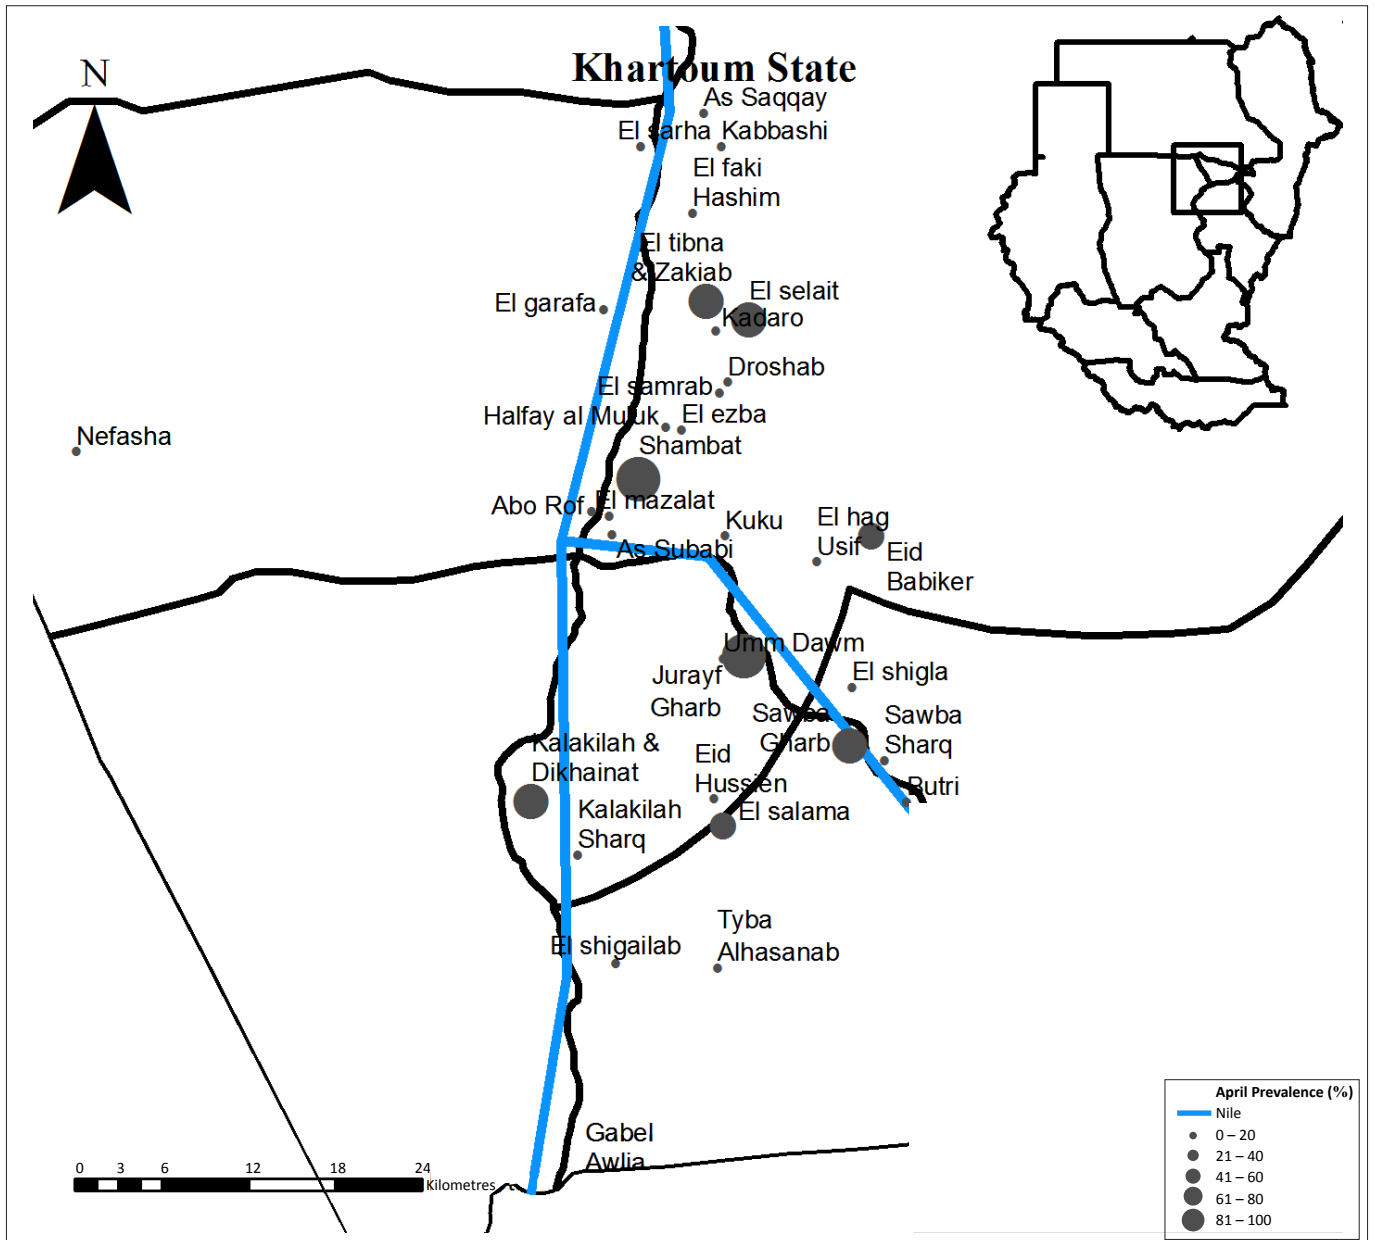 N
Khartoum State
As Saqqay
El sarha
Kabbashi
El faki
Hashim
El tibna
& Zakiab
El selait
El garafa
Kadaro
Droshab
El samrab
Halfay al Muluk
El ezba
Nefasha
Shambat
Abo Rof
El mazalat
Kuku
El hag
Usif
As Subabi
Eid
Babiker
Umm Dawm
Jurayf
Gharb
El shigla
Sawba
Gharb
Sawba
Sharq
Kalakilah &
Dikhainat
Eid
Hussien
Butri
Kalakilah
Sharq
El salama
Tyba
Alhasanab
El shigailab
Gabel
Awlia
0 3 6 12 18 24
Kilometres
April Prevalence (%)
Nile
0 – 20
21 – 40
41 – 60
61 – 80
81 – 100